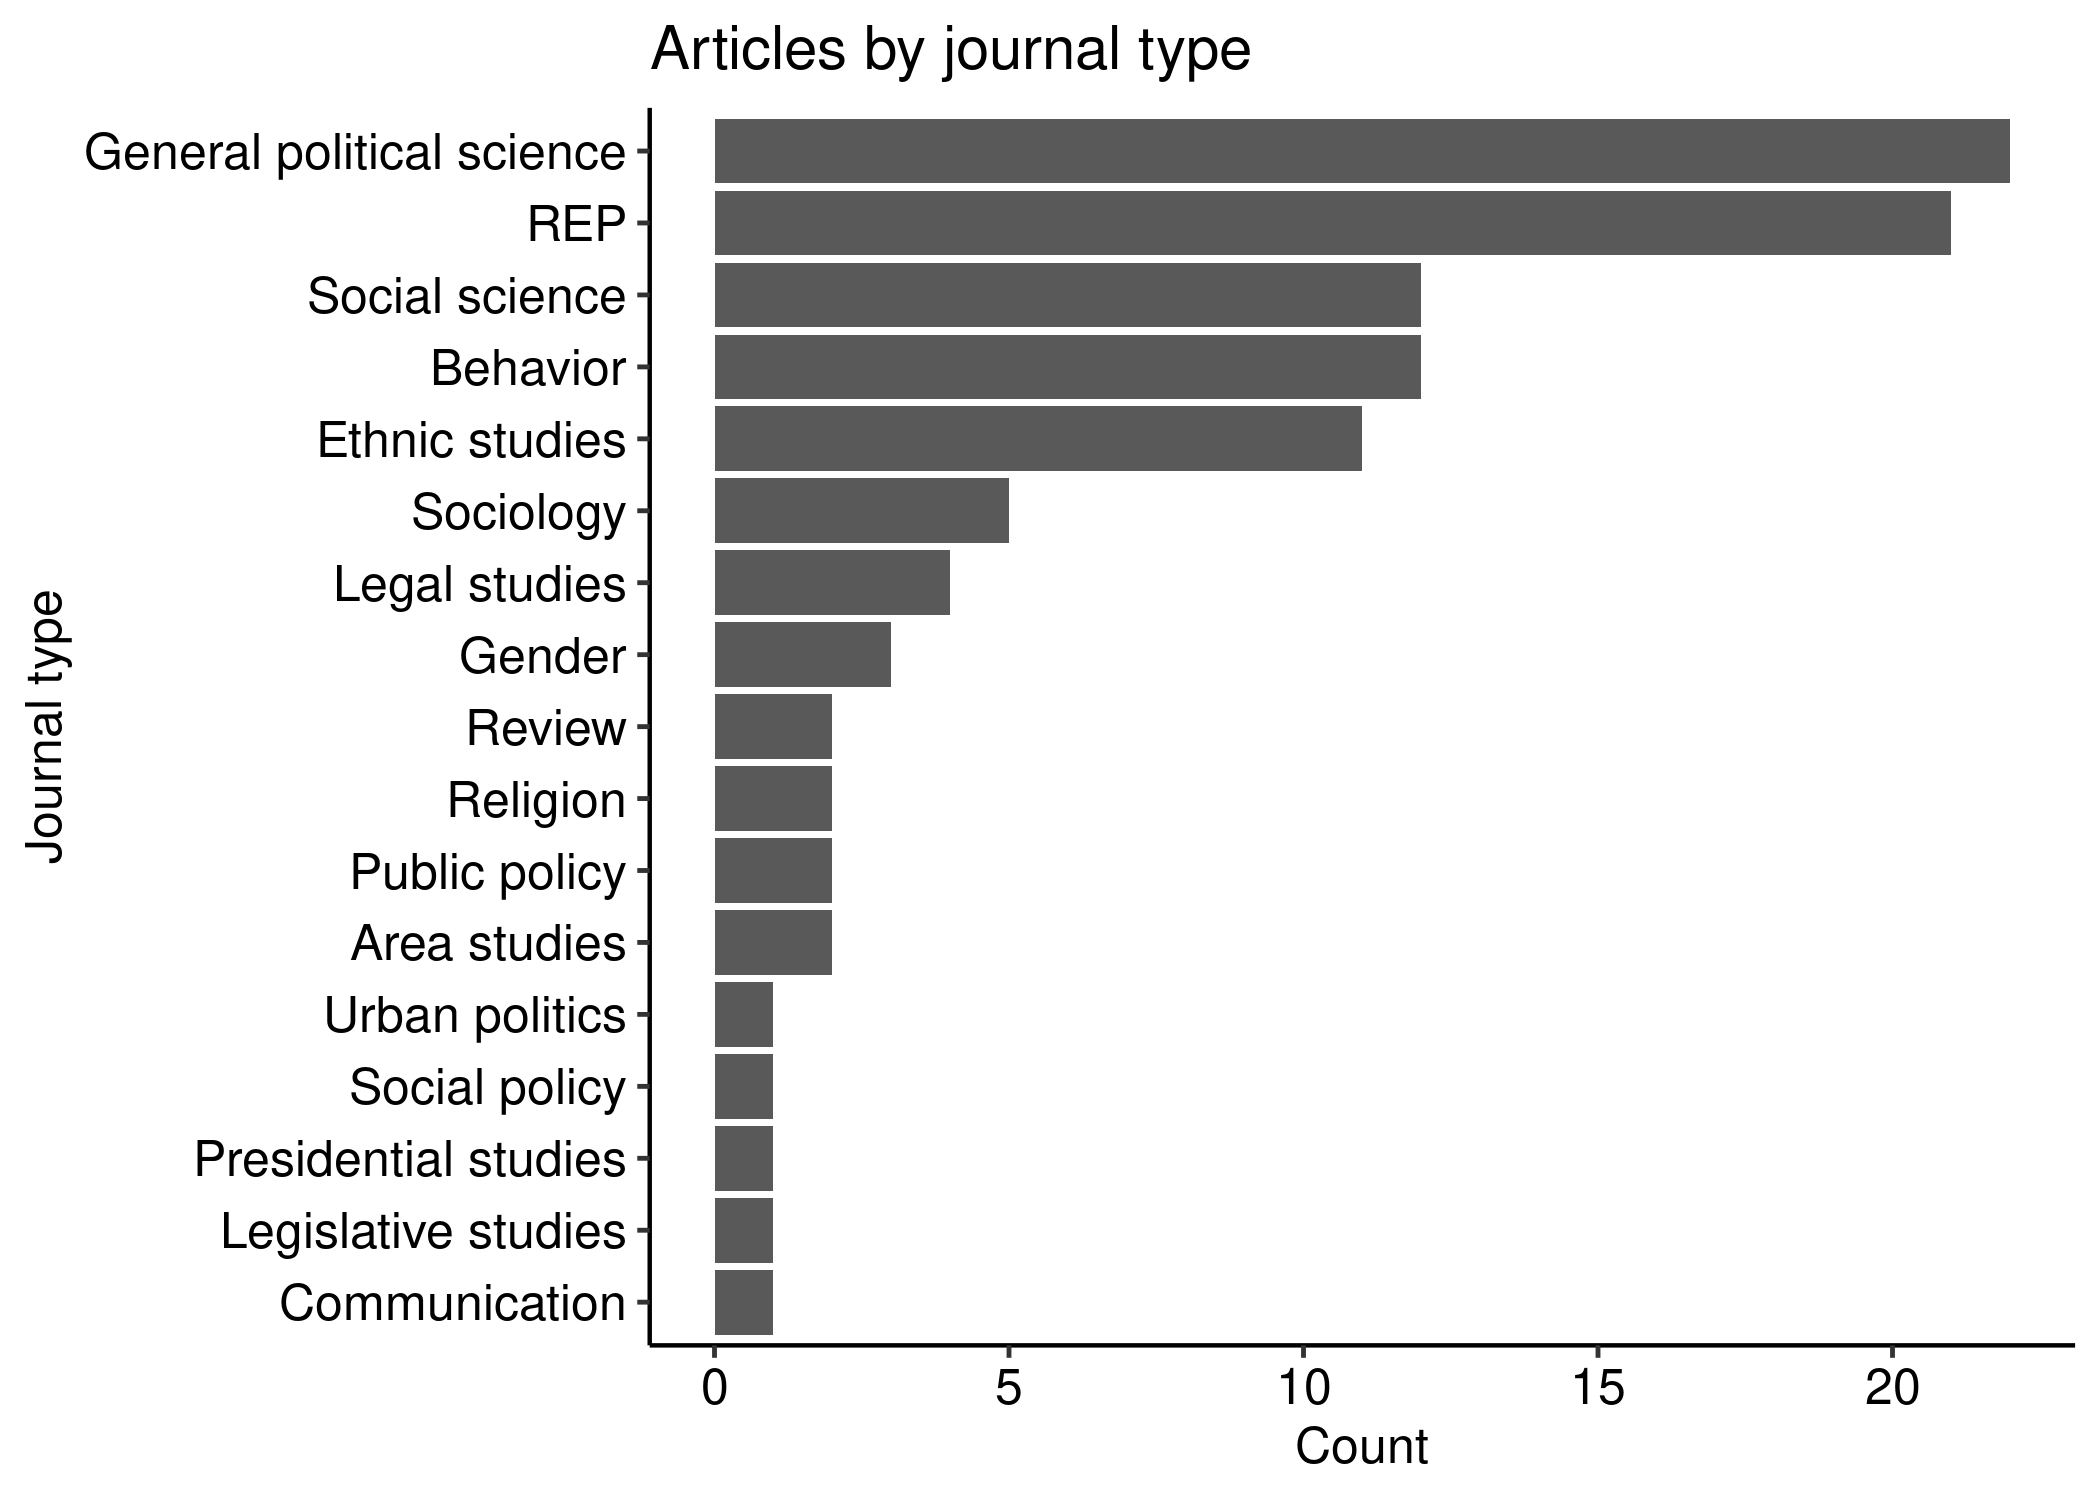 Articles by journal type
General political science
REP
Social science
Behavior
Ethnic studies
Sociology
Legal studies
Gender
Review
Religion
Public policy
Area studies
Urban politics
Social policy
Presidential studies
Legislative studies
Communication
Journal type
0 5 10 15 20
Count